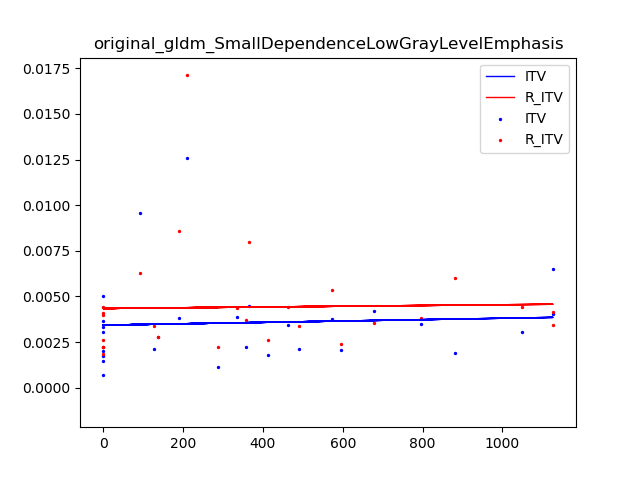 original_gldm_SmallDependenceLowGrayLevelEmphasis
0.0175
0.0150
0.0125
0.0100
0.0075
0.0050
0.0025
0.0000
ITV
R_ITV
ITV
R_ITV
0 200 400 600 800 1000